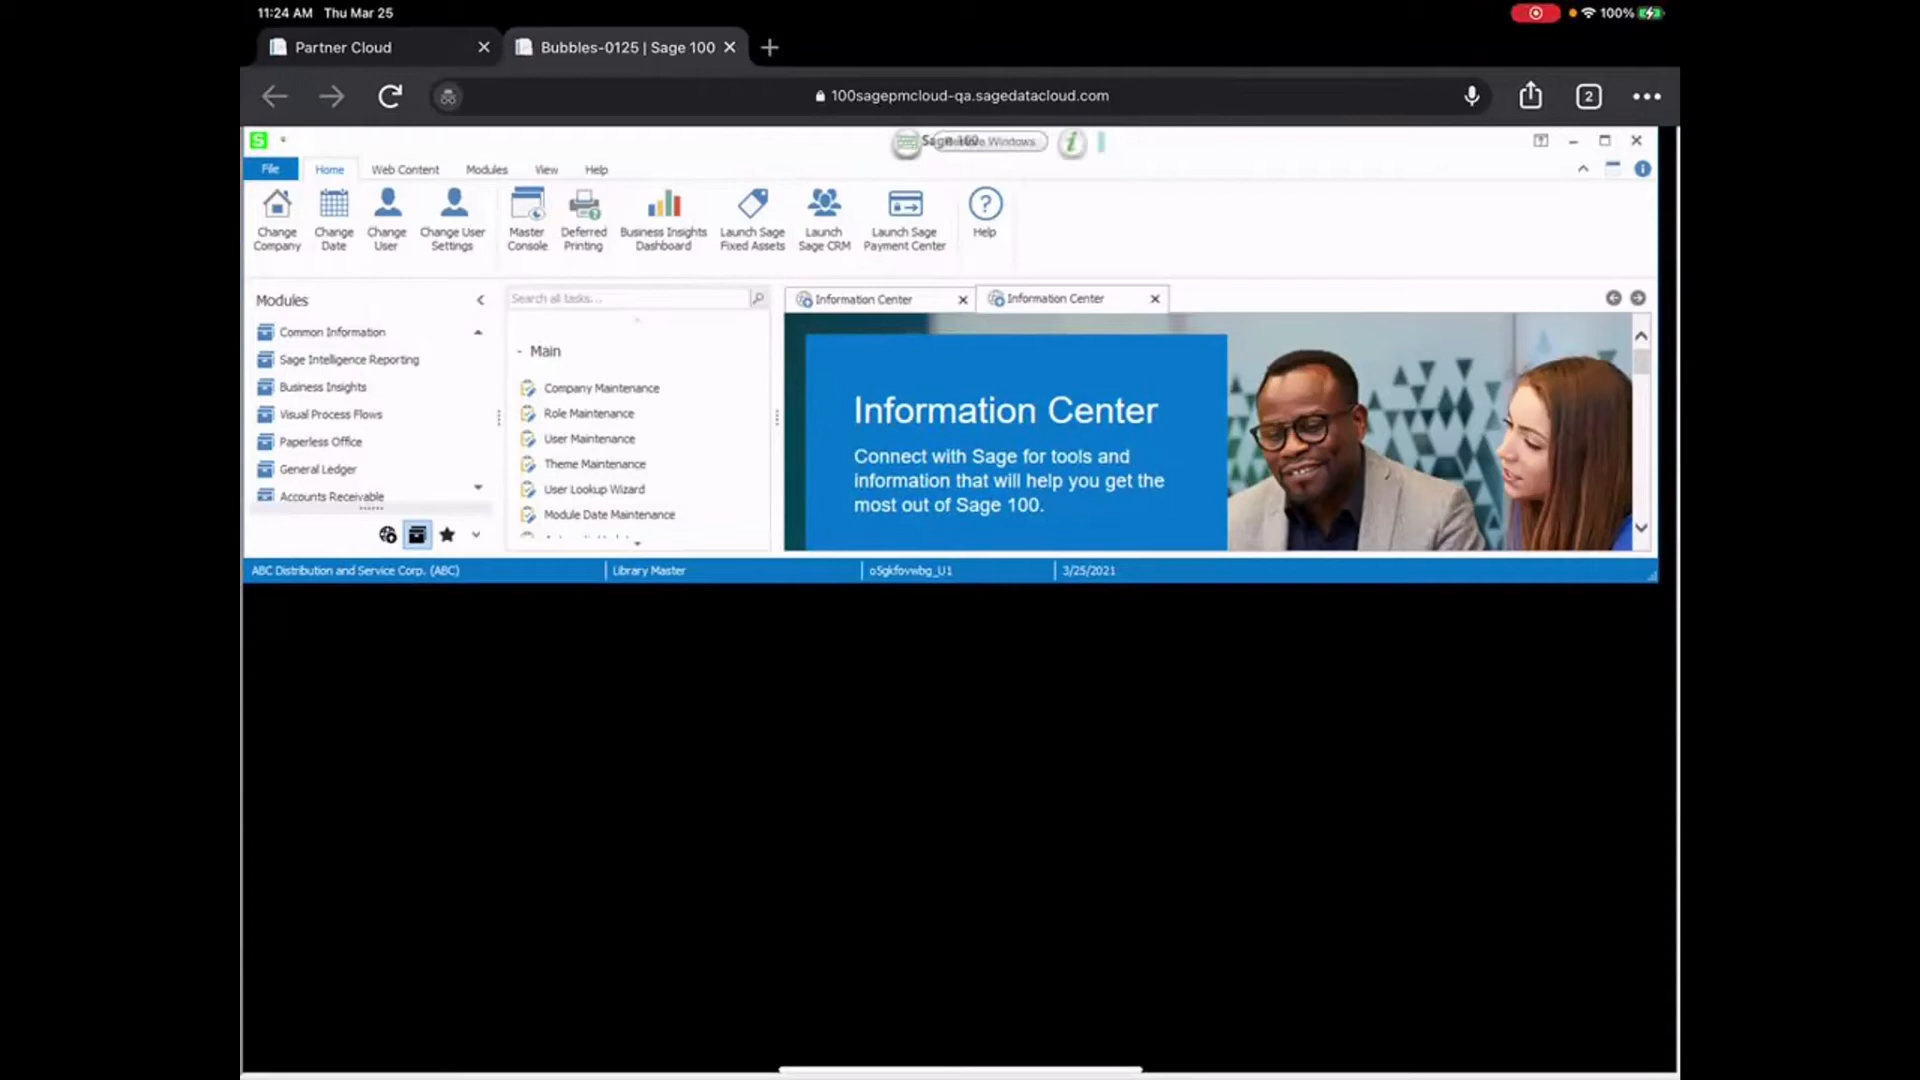 11:24 AM Thu Mar 25
100%
Partner Cloud
Bubbles-0125 | Sage 100
100sagepmcloud-qa.sagedatacloud.com
2
S
Sage 100
Windows
File Home Web Content Modules View Help
Change Company
Change Date
Change User
Change User Settings
Master Console
Deferred Printing
Business Insights Dashboard
Launch Sage Fixed Assets
Launch Sage CRM
Launch Sage Payment Center
Help
Modules
Common Information
Sage Intelligence Reporting
Business Insights
Visual Process Flows
Paperless Office
General Ledger
Accounts Receivable
Search all tasks...
- Main
Company Maintenance
Role Maintenance
User Maintenance
Theme Maintenance
User Lookup Wizard
Module Date Maintenance
Information Center
Information Center
Information Center
Connect with Sage for tools and
information that will help you get the
most out of Sage 100.
ABC Distribution and Service Corp. (ABC)
Library Master
3/25/2021